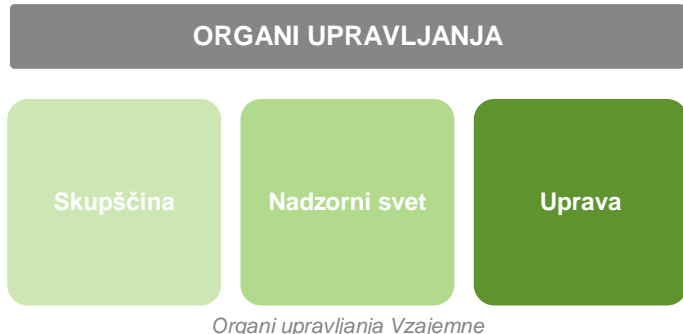 ORGANI UPRAVLJANJA
Skupščina
Nadzorni svet
Uprava
Organi upravljanja Vzajemne